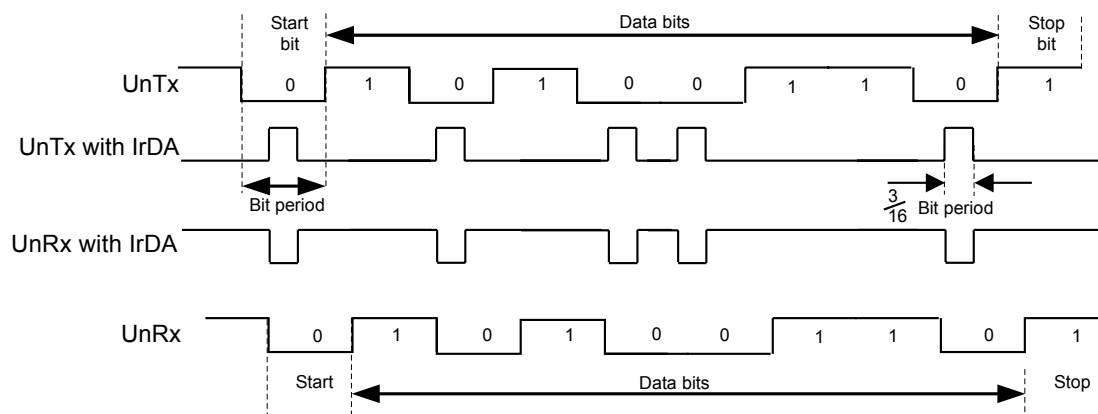 Start bit Data bits Stop bit
UnTx 0 1 0 1 0 0 1 1 0 1
UnTx with IrDA
Bit period 3/16 Bit period
UnRx with IrDA
UnRx 0 1 0 1 0 0 1 1 0 1
Start Data bits Stop